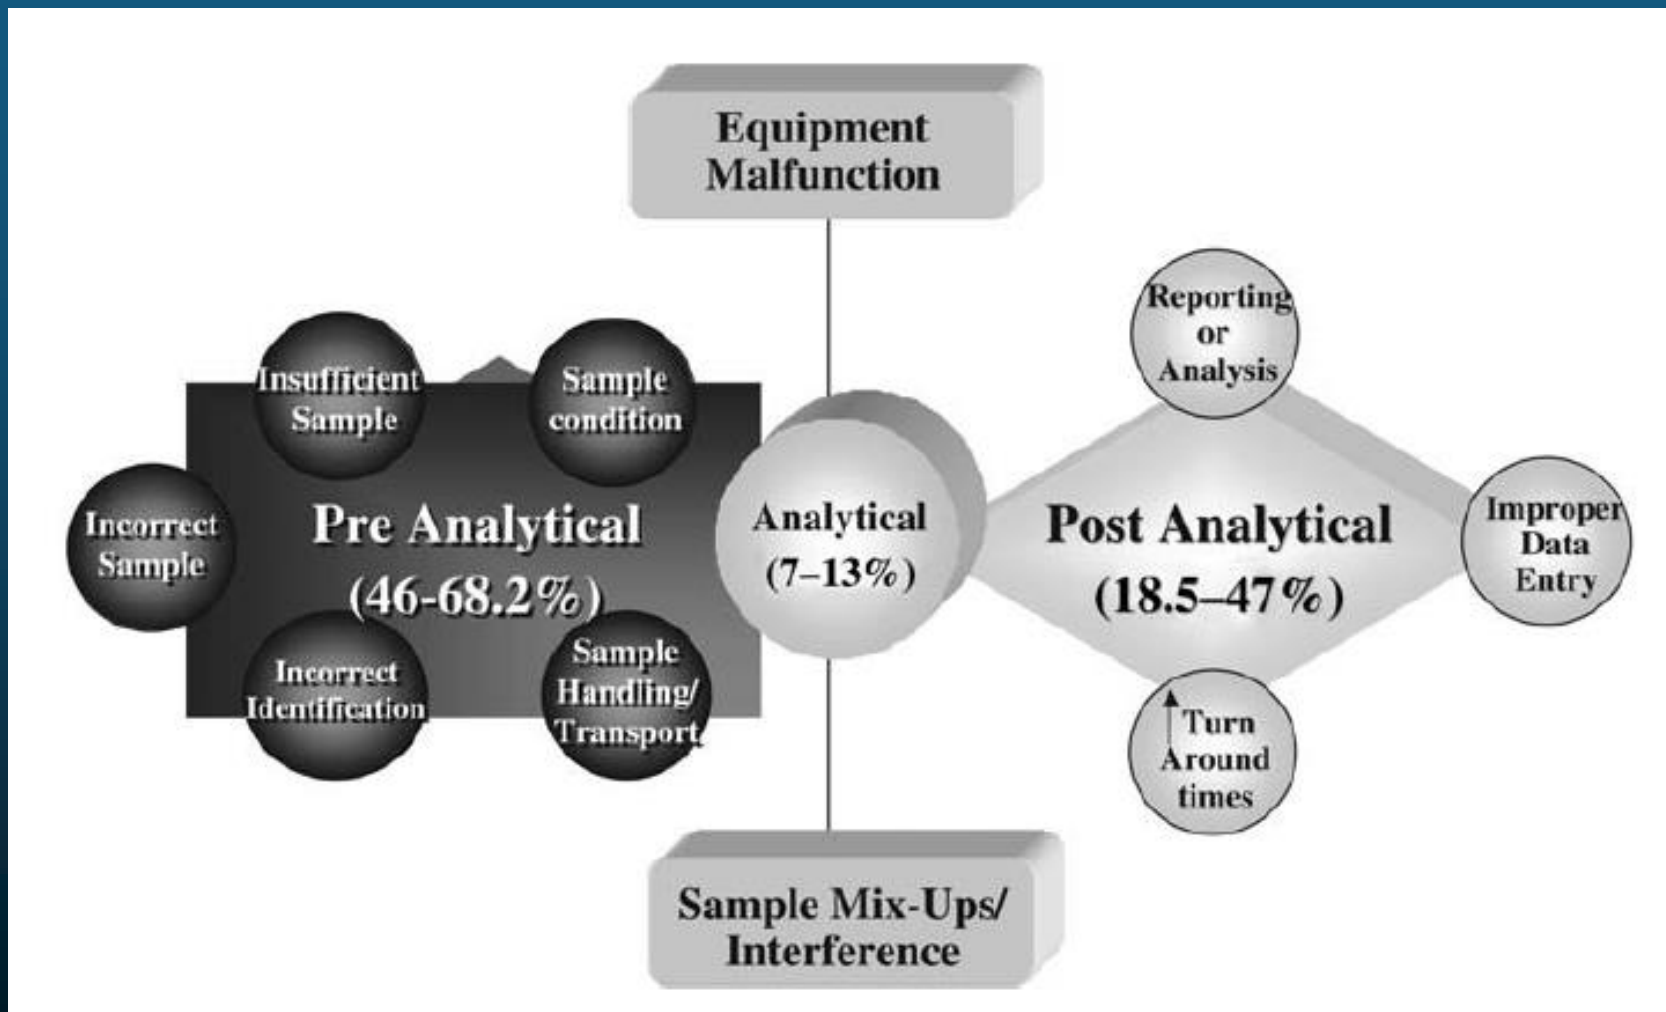 Equipment
Malfunction
Insufficient
Sample
Sample
condition
Incorrect
Sample
Pre Analytical
(46-68.2%)
Incorrect
Identification
Sample
Handling/
Transport
Analytical
(7–13%)
Reporting
or
Analysis
Post Analytical
(18.5–47%)
Improper
Data
Entry
Turn
Around
times
Sample Mix-Ups/
Interference